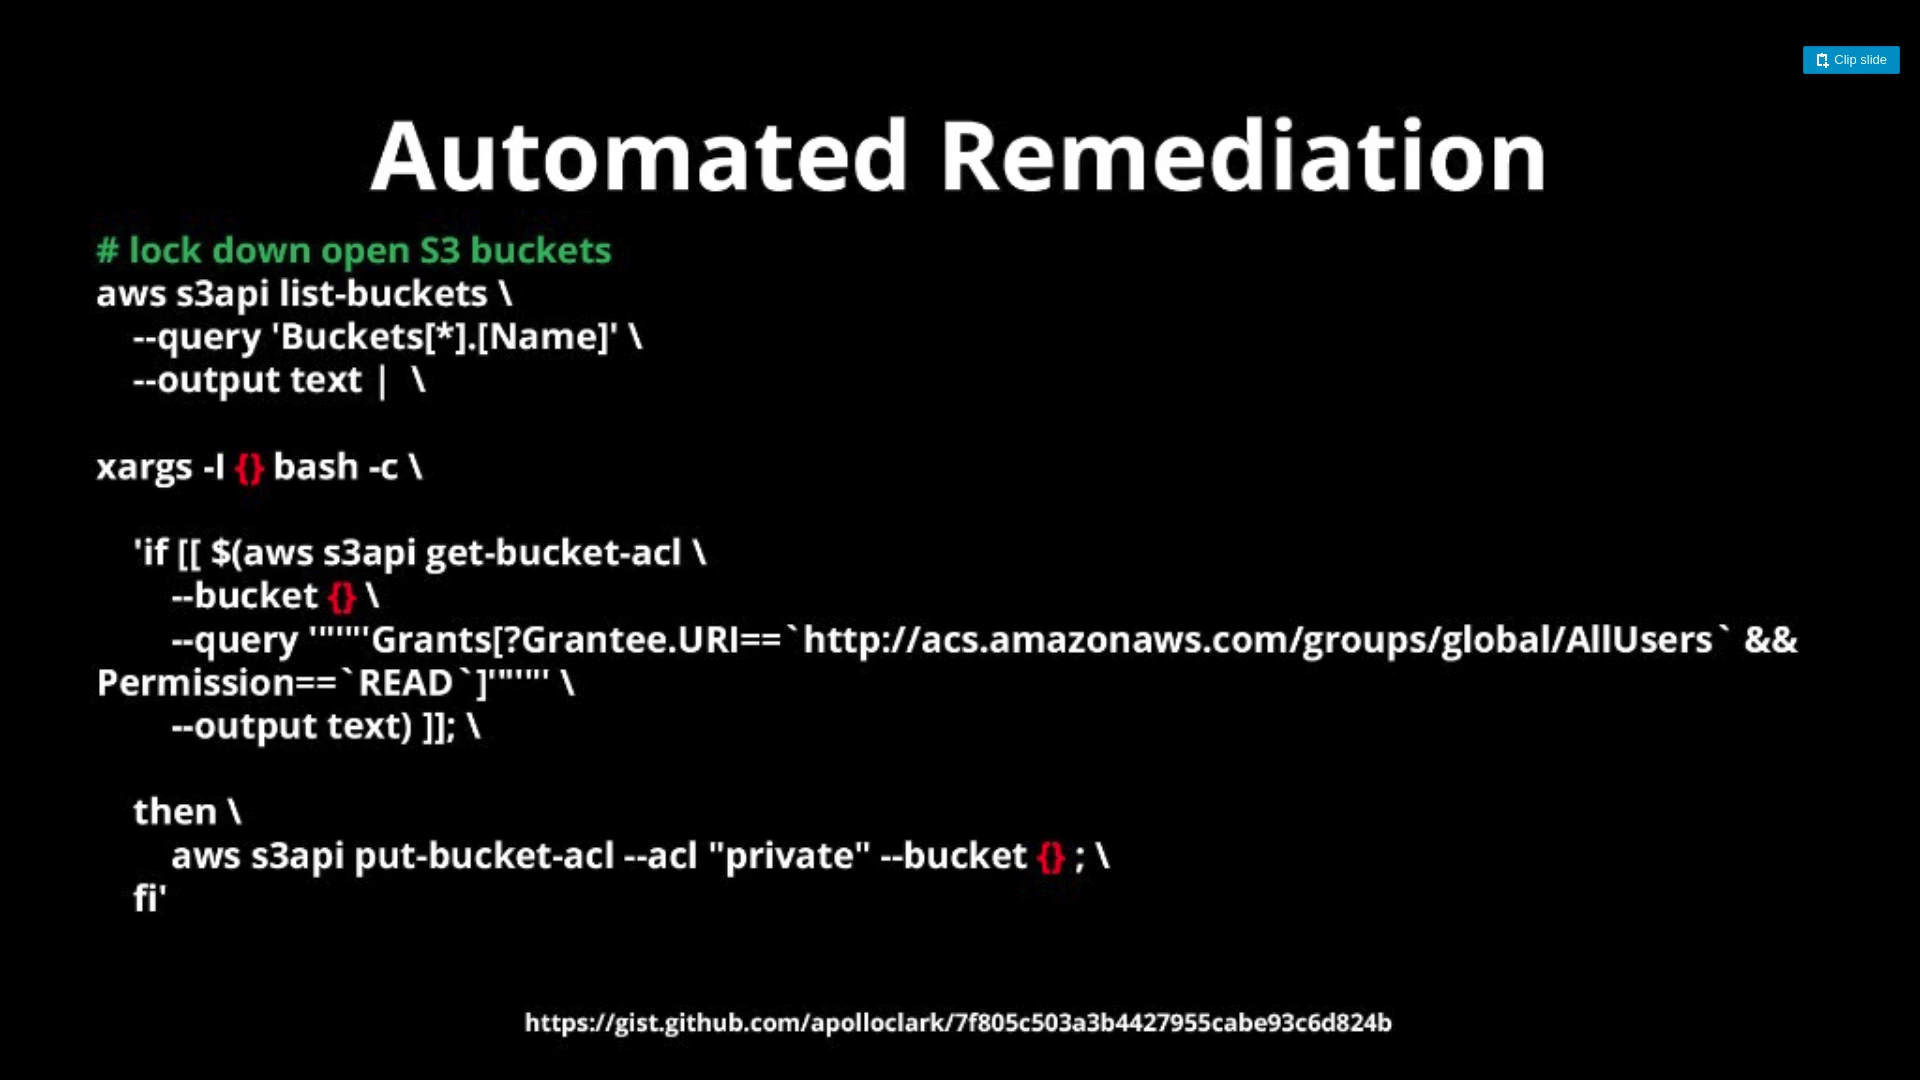 Clip slide
Automated Remediation
# lock down open S3 buckets
aws s3api list-buckets \
    --query 'Buckets[*].[Name]' \
    --output text |  \
xargs -I {} bash -c \
    'if [[ $(aws s3api get-bucket-acl \
        --bucket {} \
        --query '"'"'Grants[?Grantee.URI==`http://acs.amazonaws.com/groups/global/AllUsers` &&
Permission==`READ`]'"'"' \
        --output text) ]]; \
    then \
        aws s3api put-bucket-acl --acl "private" --bucket {} ; \
    fi'
https://gist.github.com/apolloclark/7f805c503a3b4427955cabe93c6d824b